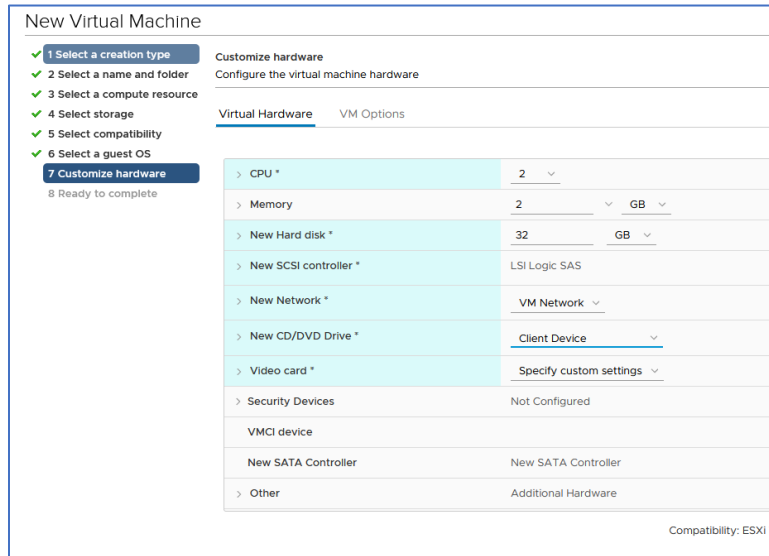 New Virtual Machine
1 Select a creation type
2 Select a name and folder
3 Select a compute resource
4 Select storage
5 Select compatibility
6 Select a guest OS
7 Customize hardware
8 Ready to complete
Customize hardware
Configure the virtual machine hardware
Virtual Hardware VM Options
CPU * 2
Memory 2 GB
New Hard disk * 32 GB
New SCSI controller * LSI Logic SAS
New Network * VM Network
New CD/DVD Drive * Client Device
Video card * Specify custom settings
Security Devices Not Configured
VMCI device
New SATA Controller New SATA Controller
Other Additional Hardware
Compatibility: ESXi